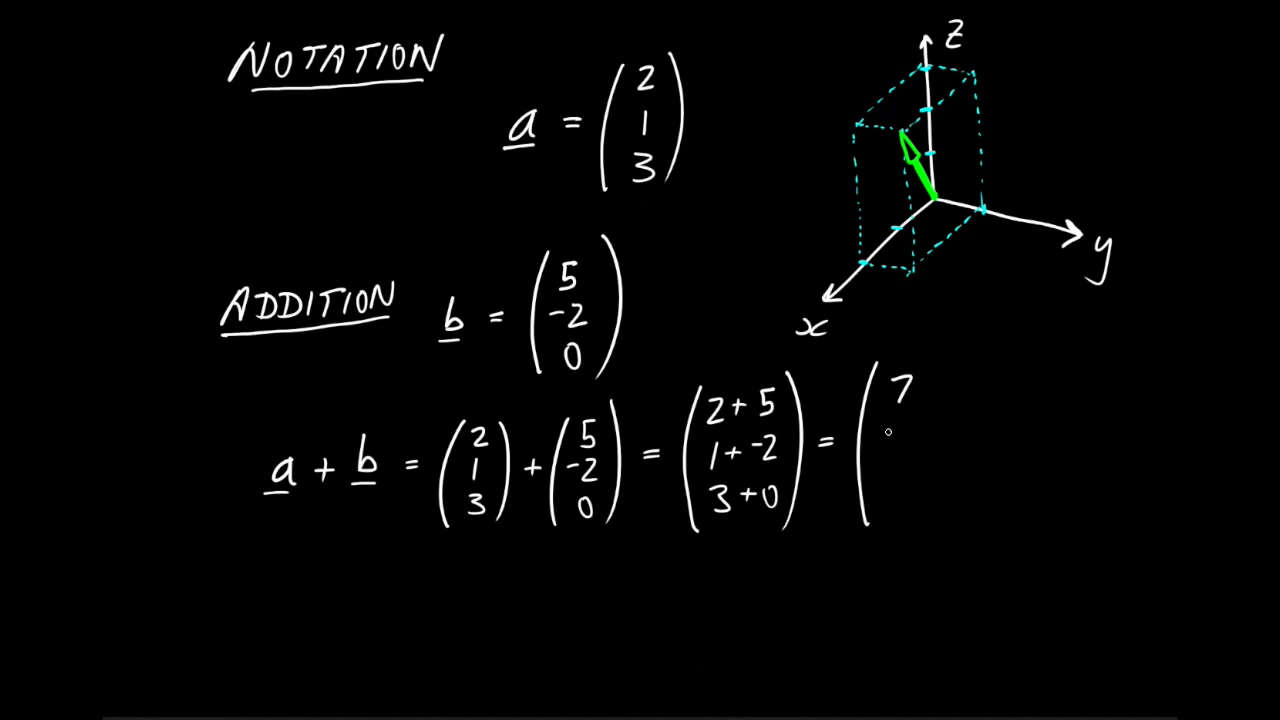 NOTATION
a = ( 2 1 3 )
z
y
x
ADDITION b = ( 5 -2 0 )
a + b = ( 2 1 3 ) + ( 5 -2 0 ) = ( 2+5 1+-2 3+0 ) = ( 7